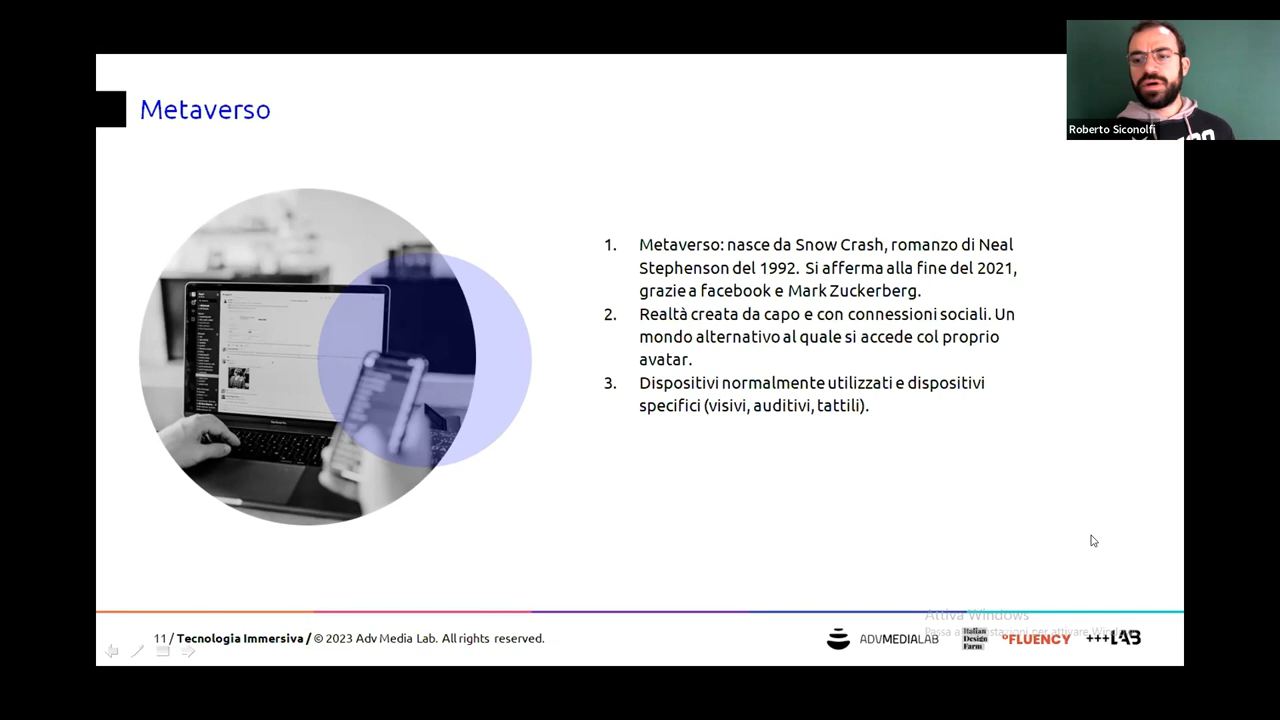 Metaverso
Roberto Siconolfi
1. Metaverso: nasce da Snow Crash, romanzo di Neal
Stephenson del 1992. Si afferma alla fine del 2021,
grazie a facebook e Mark Zuckerberg.
2. Realtà creata da capo e con connessioni sociali. Un
mondo alternativo al quale si accede col proprio
avatar.
3. Dispositivi normalmente utilizzati e dispositivi
specifici (visivi, auditivi, tattili).
Attiva Windows
Passa a per attivare
11 / Tecnologia Immersiva / © 2023 Adv Media Lab. All rights reserved.
ADVMEDIALAB
Italian
Design
Farm
FLUENCY
+++LAB